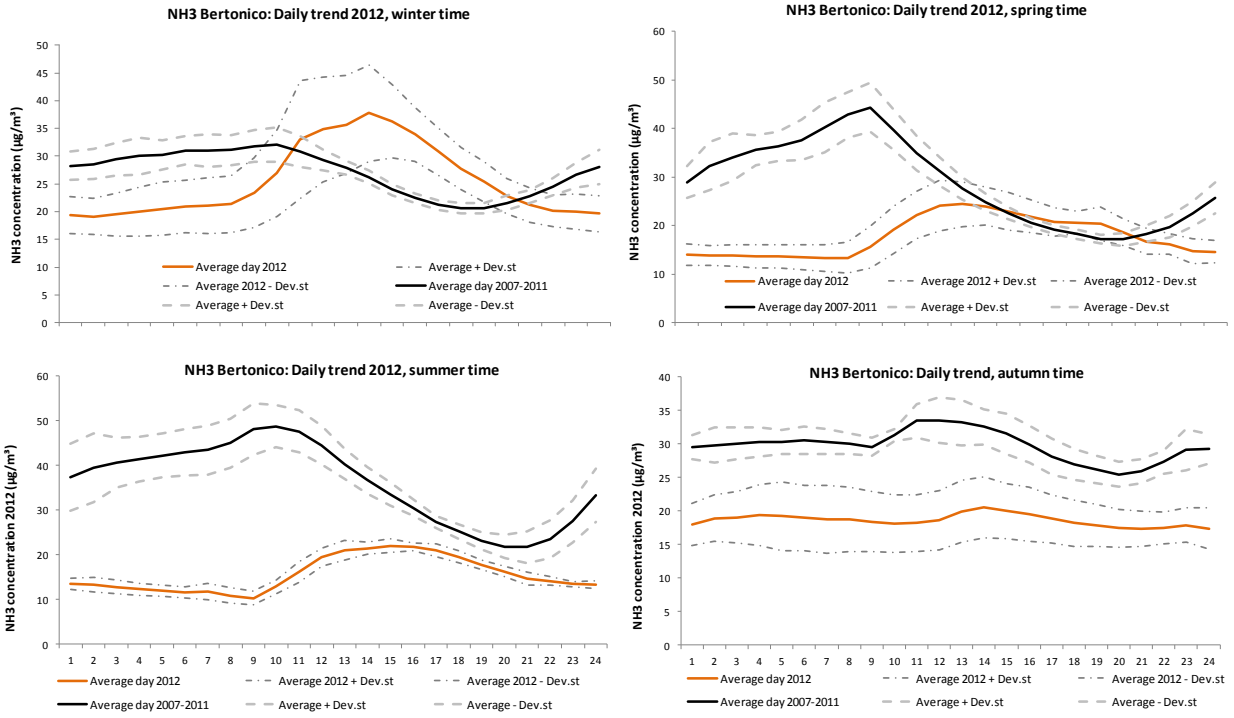 NH3 Bertonico: Daily trend 2012, winter time
NH3 concentration (µg/m³)
50
45
40
35
30
25
20
15
10
5
0
Average day 2012
Average + Dev.st
Average 2012 - Dev.st
Average day 2007-2011
Average + Dev.st
Average - Dev.st
NH3 Bertonico: Daily trend 2012, spring time
NH3 concentration (µg/m³)
60
50
40
30
20
10
0
Average day 2012
Average 2012 + Dev.st
Average 2012 - Dev.st
Average day 2007-2011
Average + Dev.st
Average - Dev.st
NH3 Bertonico: Daily trend 2012, summer time
NH3 concentration 2012 (µg/m³)
60
50
40
30
20
10
0
1 2 3 4 5 6 7 8 9 10 11 12 13 14 15 16 17 18 19 20 21 22 23 24
Average day 2012
Average 2012 + Dev.st
Average 2012 - Dev.st
Average day 2007-2011
Average + Dev.st
Average - Dev.st
NH3 Bertonico: Daily trend, autumn time
NH3 concentration 2012 (µg/m³)
40
35
30
25
20
15
10
5
0
1 2 3 4 5 6 7 8 9 10 11 12 13 14 15 16 17 18 19 20 21 22 23 24
Average day 2012
Average 2012 + Dev.st
Average 2012 - Dev.st
Average day 2007-2011
Average + Dev.st
Average - Dev.st